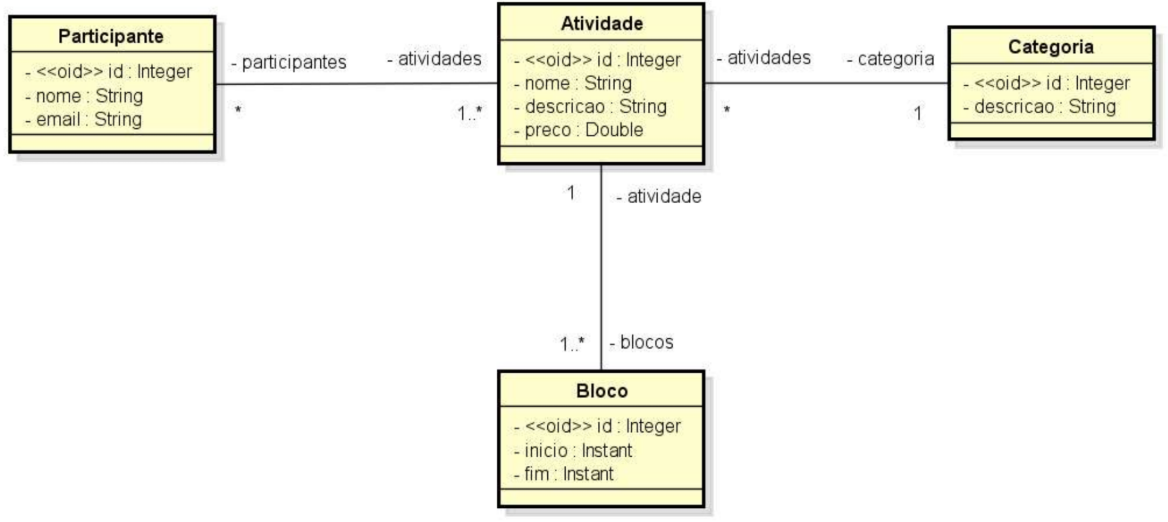 Participante
- <<oid>> id : Integer
- nome : String
- email : String
- participantes
*
- atividades
1..*
Atividade
- <<oid>> id : Integer
- nome : String
- descricao : String
- preco : Double
- atividades
*
- categoria
1
Categoria
- <<oid>> id : Integer
- descricao : String
1
- atividade
1..*
- blocos
Bloco
- <<oid>> id : Integer
- inicio : Instant
- fim : Instant